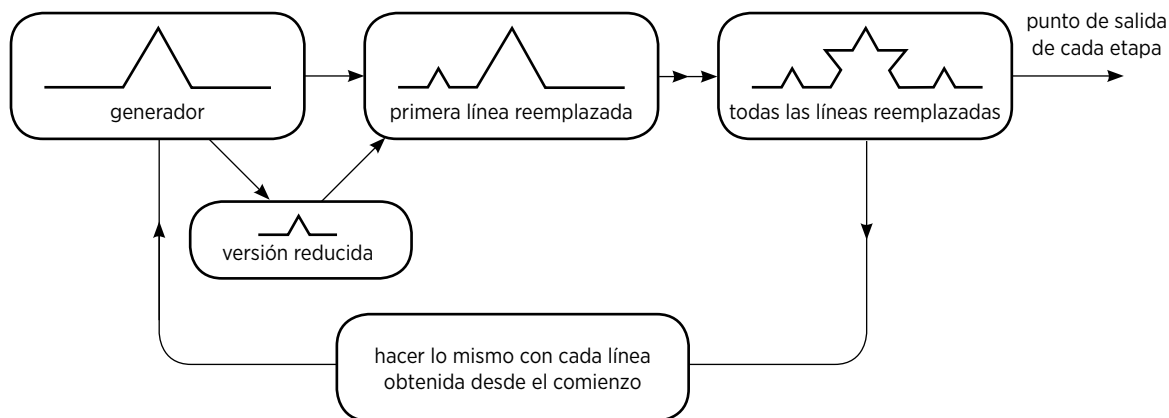 generador
primera línea reemplazada
todas las líneas reemplazadas
punto de salida
de cada etapa
versión reducida
hacer lo mismo con cada línea
obtenida desde el comienzo